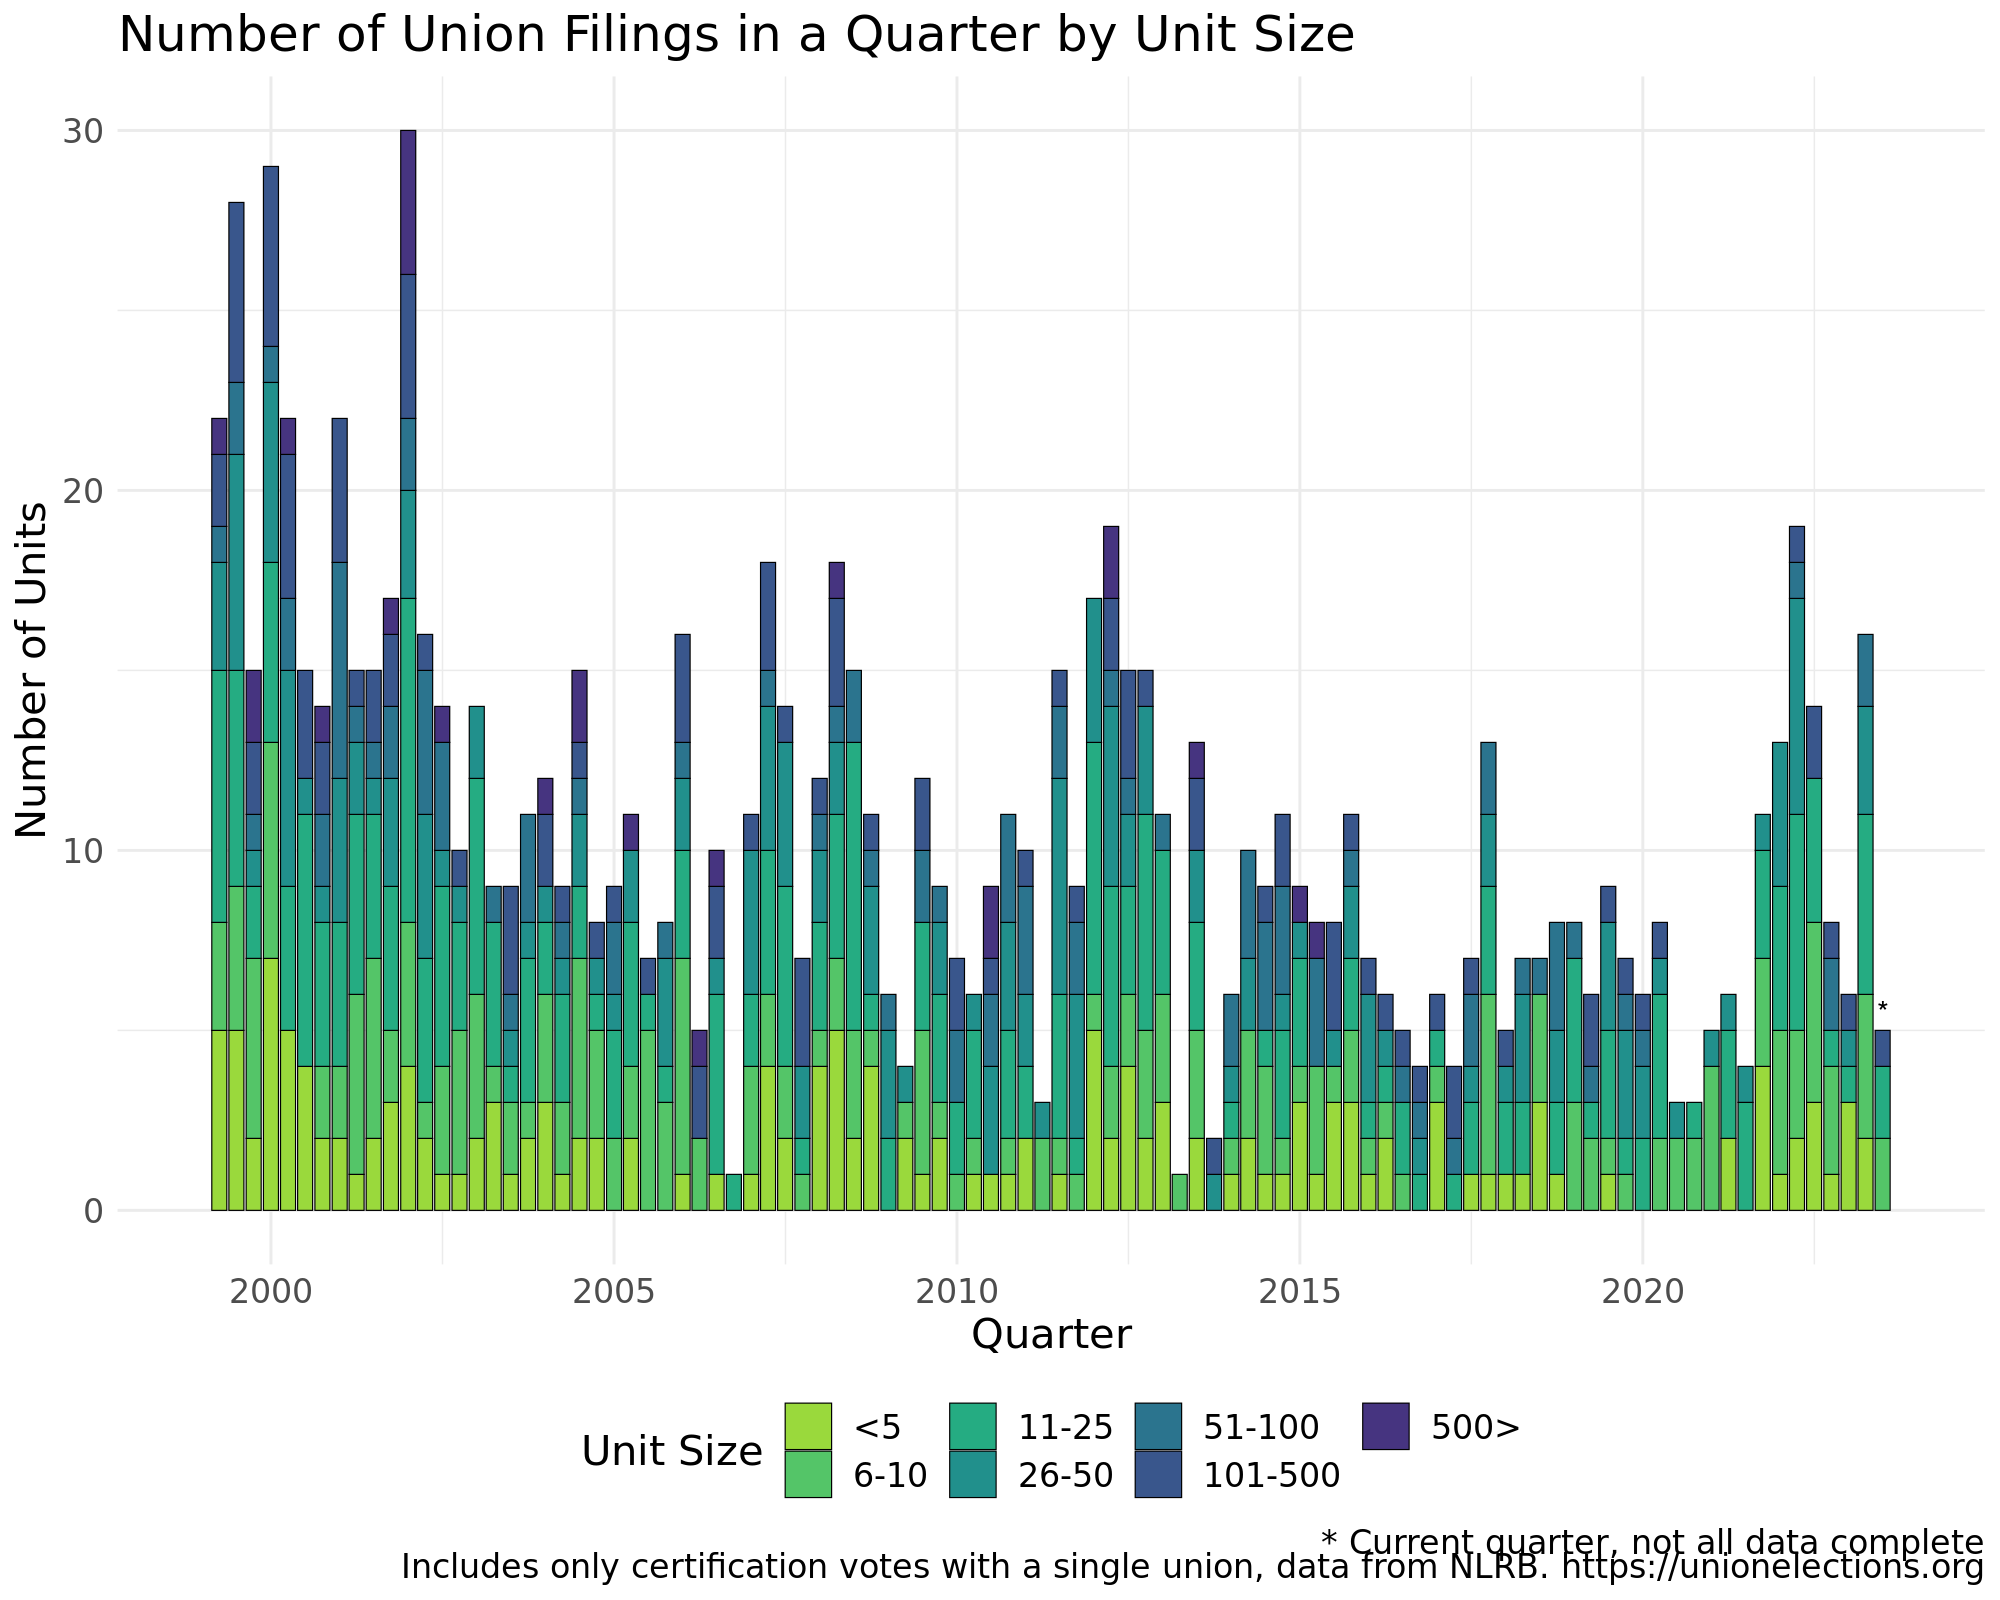 Number of Union Filings in a Quarter by Unit Size
Number of Units
30
20
10
0
*
2000 2005 2010 2015 2020
Quarter
Unit Size
<5 11-25 51-100 500>
6-10 26-50 101-500
* Current quarter, not all data complete
Includes only certification votes with a single union, data from NLRB. https://unionelections.org